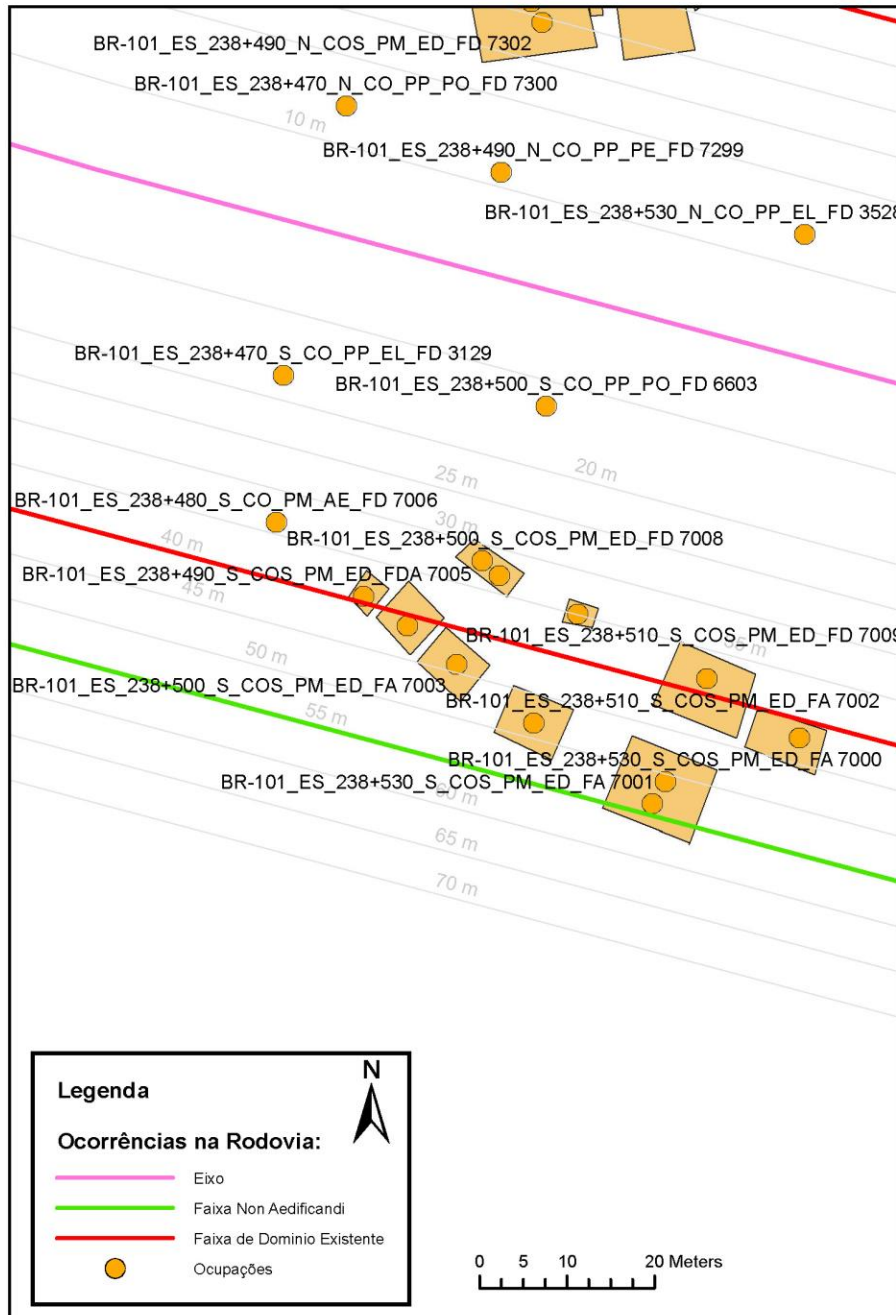 BR-101_ES_238+490_N_COS_PM_ED_FD 7302
BR-101_ES_238+470_N_CO_PP_PO_FD 7300
10 m
BR-101_ES_238+490_N_CO_PP_PE_FD 7299
BR-101_ES_238+530_N_CO_PP_EL_FD 3528
BR-101_ES_238+470_S_CO_PP_EL_FD 3129
BR-101_ES_238+500_S_CO_PP_PO_FD 6603
20 m
25 m
BR-101_ES_238+480_S_CO_PM_AE_FD 7006
30 m
BR-101_ES_238+500_S_COS_PM_ED_FD 7008
40 m
BR-101_ES_238+490_S_COS_PM_ED_FDA 7005
45 m
BR-101_ES_238+510_S_COS_PM_ED_FD 7009
35 m
50 m
BR-101_ES_238+500_S_COS_PM_ED_FA 7003
BR-101_ES_238+510_S_COS_PM_ED_FA 7002
55 m
BR-101_ES_238+530_S_COS_PM_ED_FA 7000
BR-101_ES_238+530_S_COS_PM_ED_FA 7001
60 m
65 m
70 m
N
Legenda
Ocorrências na Rodovia:
Eixo
Faixa Non Aedificandi
Faixa de Dominio Existente
Ocupações
0 5 10 20 Meters